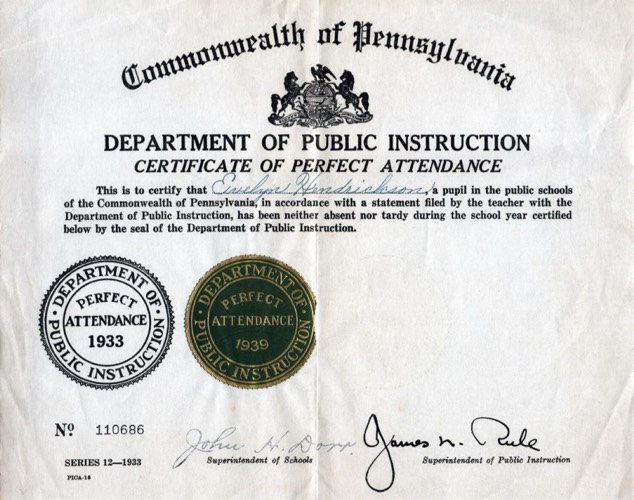 Commonwealth of Pennsylvania
DEPARTMENT OF PUBLIC INSTRUCTION
CERTIFICATE OF PERFECT ATTENDANCE
This is to certify that Evelyn Hendrickson, a pupil in the public schools
of the Commonwealth of Pennsylvania, in accordance with a statement filed by the teacher with the
Department of Public Instruction, has been neither absent nor tardy during the school year certified
below by the seal of the Department of Public Instruction.
DEPARTMENT OF PUBLIC INSTRUCTION
PERFECT
ATTENDANCE
1933
DEPARTMENT OF PUBLIC INSTRUCTION
PERFECT
ATTENDANCE
1939
No. 110686
John H. Dorr.
James N. Rule
Superintendent of Schools
Superintendent of Public Instruction
SERIES 12—1933
PICA-16